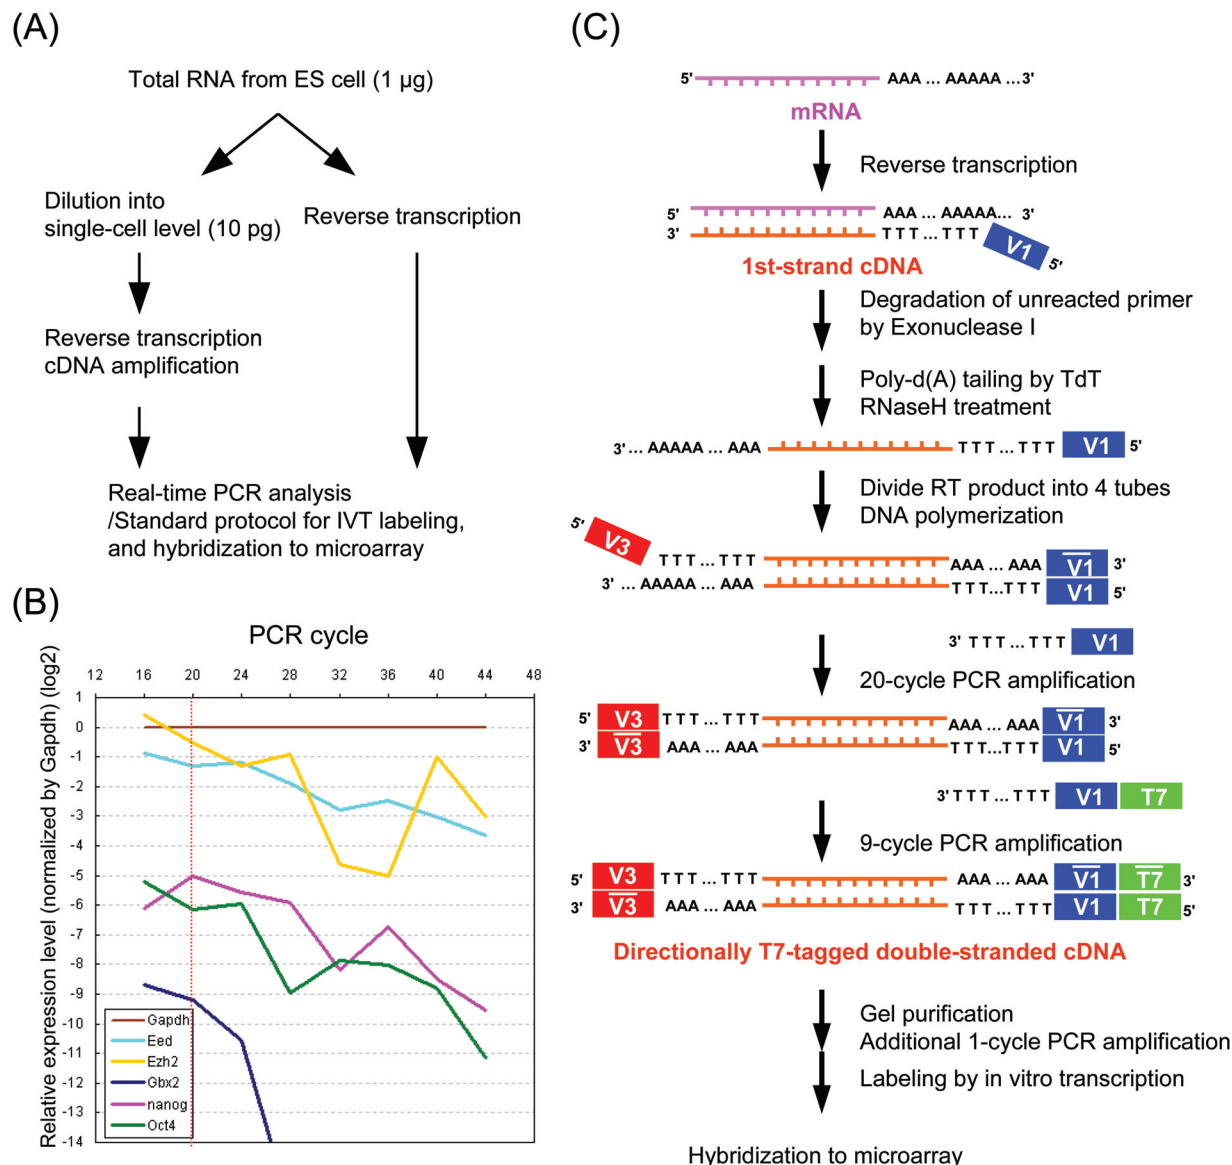 (A)
Total RNA from ES cell (1 µg)
Dilution into
single-cell level (10 pg)
Reverse transcription
Reverse transcription
cDNA amplification
Real-time PCR analysis
/Standard protocol for IVT labeling,
and hybridization to microarray
(B)
PCR cycle
12 16 20 24 28 32 36 40 44 48
Relative expression level (normalized by Gapdh) (log2)
1
0
-1
-2
-3
-4
-5
-6
-7
-8
-9
-10
-11
-12
-13
-14
Gapdh
Eed
Ezh2
Gbx2
nanog
Oct4
(C)
5' AAA ... AAAAA ...3'
mRNA
Reverse transcription
5' AAA ... AAAAA... 3'
3' TTT ... TTT V1 5'
1st-strand cDNA
Degradation of unreacted primer
by Exonuclease I
Poly-d(A) tailing by TdT
RNaseH treatment
3' ... AAAAA ... AAA TTT ... TTT V1 5'
Divide RT product into 4 tubes
DNA polymerization
5' V3 TTT ... TTT AAA ... AAA V1 3'
3' ... AAAAA ... AAA TTT...TTT V1 5'
3' TTT ... TTT V1
20-cycle PCR amplification
5' V3 TTT ... TTT AAA ... AAA V1 3'
3' V3 AAA ... AAA TTT...TTT V1 5'
3' TTT ... TTT V1 T7
9-cycle PCR amplification
5' V3 TTT ... TTT AAA ... AAA V1 T7 3'
3' V3 AAA ... AAA TTT ... TTT V1 T7 5'
Directionally T7-tagged double-stranded cDNA
Gel purification
Additional 1-cycle PCR amplification
Labeling by in vitro transcription
Hybridization to microarray